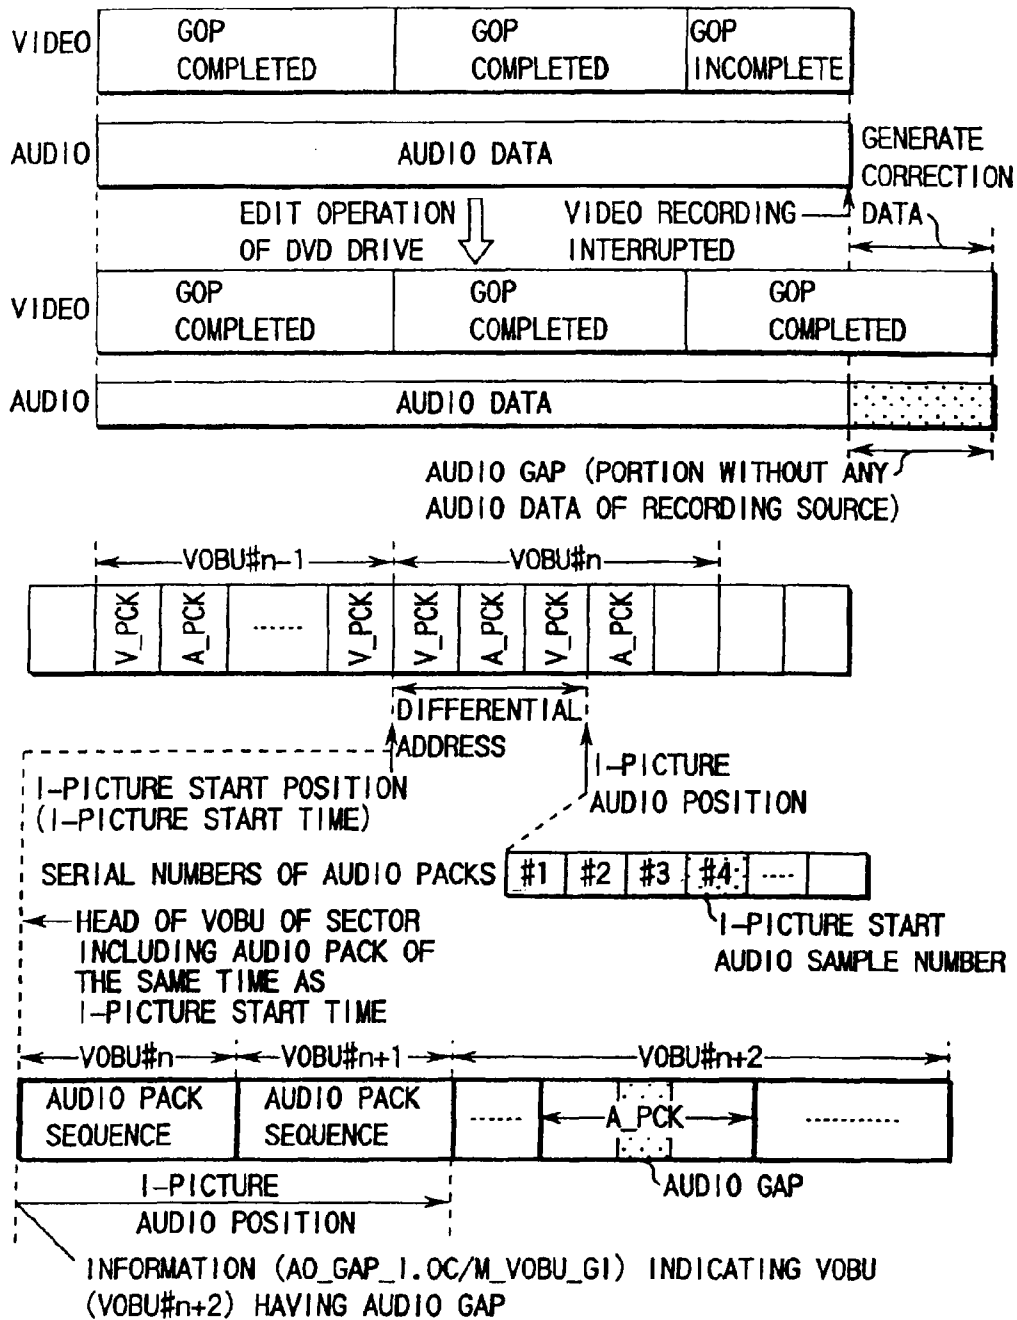 VIDEO
GOP
COMPLETED
GOP
COMPLETED
GOP
INCOMPLETE
AUDIO
AUDIO DATA
GENERATE
CORRECTION
DATA
EDIT OPERATION
OF DVD DRIVE
VIDEO RECORDING
INTERRUPTED
VIDEO
GOP
COMPLETED
GOP
COMPLETED
GOP
COMPLETED
AUDIO
AUDIO DATA
AUDIO GAP (PORTION WITHOUT ANY
AUDIO DATA OF RECORDING SOURCE)
VOBU#n-1
VOBU#n
V_PCK
A_PCK
......
V_PCK
V_PCK
A_PCK
V_PCK
A_PCK
DIFFERENTIAL
ADDRESS
I-PICTURE START POSITION
(I-PICTURE START TIME)
I-PICTURE
AUDIO POSITION
SERIAL NUMBERS OF AUDIO PACKS
#1
#2
#3
#4
....
I-PICTURE START
AUDIO SAMPLE NUMBER
HEAD OF VOBU OF SECTOR
INCLUDING AUDIO PACK OF
THE SAME TIME AS
I-PICTURE START TIME
VOBU#n
VOBU#n+1
VOBU#n+2
AUDIO PACK
SEQUENCE
AUDIO PACK
SEQUENCE
......
A_PCK
............
AUDIO GAP
I-PICTURE
AUDIO POSITION
INFORMATION (A0_GAP_I.OC/M_VOBU_GI) INDICATING VOBU
(VOBU#n+2) HAVING AUDIO GAP